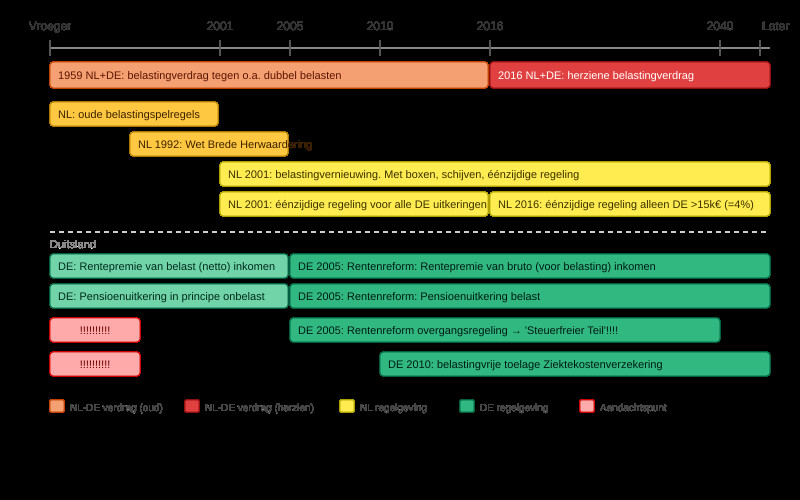 Vroeger 2001 2005 2010 2016 2040 Later
1959 NL+DE: belastingverdrag tegen o.a. dubbel belasten
2016 NL+DE: herziene belastingverdrag
NL: oude belastingspelregels
NL 1992: Wet Brede Herwaardering
NL 2001: belastingvernieuwing. Met boxen, schijven, éénzijdige regeling
NL 2001: éénzijdige regeling voor alle DE uitkeringen
NL 2016: éénzijdige regeling alleen DE >15k€ (=4%)
Duitsland
DE: Rentepremie van belast (netto) inkomen
DE 2005: Rentenreform: Rentepremie van bruto (voor belasting) inkomen
DE: Pensioenuitkering in principe onbelast
DE 2005: Rentenreform: Pensioenuitkering belast
!!!!!!!!!!
DE 2005: Rentenreform overgangsregeling → 'Steuerfreier Teil'!!!!
!!!!!!!!!!
DE 2010: belastingvrije toelage Ziektekostenverzekering
NL-DE verdrag (oud) NL-DE verdrag (herzien) NL regelgeving DE regelgeving Aandachtspunt